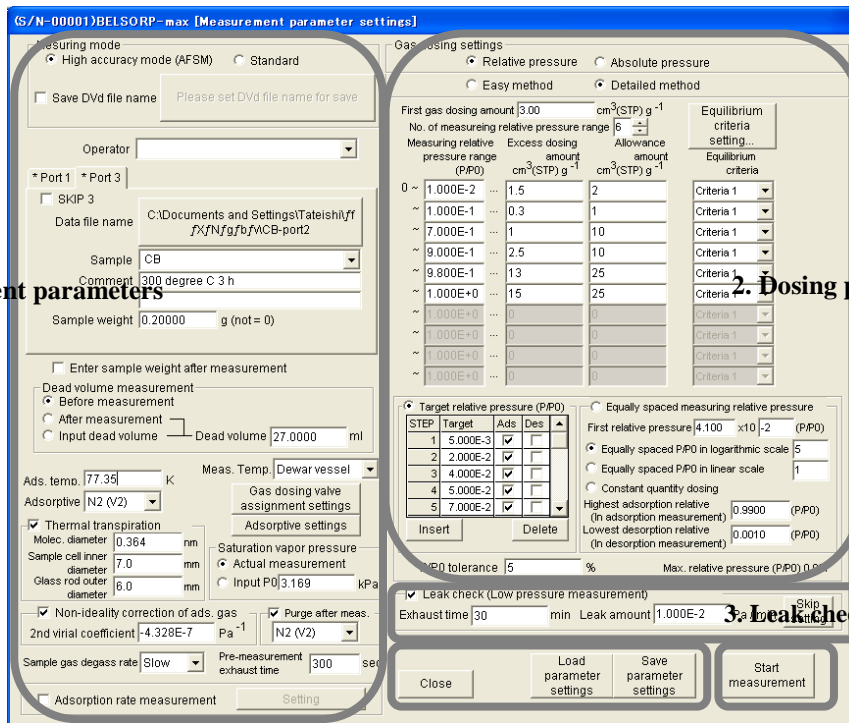 (S/N-00001)BELSORP-max [Measurement parameter settings]
Mesuring mode
High accuracy mode (AFSM) Standard
Save DVd file name Please set DVd file name for save
Operator
* Port 1 * Port 3
SKIP 3
Data file name C:\Documents and Settings\Tateishi\ƒf
ƒXƒNƒgƒbƒv\CB-port2
Sample CB
Comment 300 degree C 3 h
ent parameters
Sample weight 0.20000 g (not = 0)
Enter sample weight after measurement
Dead volume measurement
Before measurement
After measurement
Input dead volume Dead volume 27.0000 ml
Ads. temp. 77.35 K Meas. Temp. Dewar vessel
Adsorptive N2 (V2) Gas dosing valve
assignment settings
Adsorptive settings
Thermal transpiration
Molec. diameter 0.364 nm
Sample cell inner
diameter 7.0 mm
Glass rod outer
diameter 6.0 mm
Saturation vapor pressure
Actual measurement
Input P0 3.169 kPa
Non-ideality correction of ads. gas
2nd virial coefficient -4.328E-7 Pa -1
Purge after meas.
N2 (V2)
Sample gas degass rate Slow Pre-measurement
exhaust time 300 sec
Adsorption rate measurement Setting
Gas dosing settings
Relative pressure Absolute pressure
Easy method Detailed method
First gas dosing amount 3.00 cm3(STP) g -1
No. of measureing relative pressure range 6
Equilibrium
criteria
setting...
Measuring relative
pressure range
(P/P0)
Excess dosing
amount
cm3(STP) g -1
Allowance
amount
cm3(STP) g -1
Equilibrium
criteria
0 ~ 1.000E-2 ... 1.5 2 Criteria 1
~ 1.000E-1 ... 0.3 1 Criteria 1
~ 7.000E-1 ... 1 10 Criteria 1
~ 9.000E-1 ... 2.5 10 Criteria 1
~ 9.800E-1 ... 13 25 Criteria 1
~ 1.000E+0 ... 15 25 Criteria 1
2. Dosing p
~ 1.000E+0 ... 0 0 Criteria 1
~ 1.000E+0 ... 0 0 Criteria 1
~ 1.000E+0 ... 0 0 Criteria 1
~ 1.000E+0 ... 0 0 Criteria 1
Target relative pressure (P/P0)
STEP Target Ads Des
1 5.000E-3
2 2.000E-2
3 4.000E-2
4 5.000E-2
5 7.000E-2
Insert Delete
Equally spaced measuring relative pressure
First relative pressure 4.100 x10 -2 (P/P0)
Equally spaced P/P0 in logarithmic scale 5
Equally spaced P/P0 in linear scale 1
Constant quantity dosing
Highest adsorption relative
(In adsorption measurement) 0.9900 (P/P0)
Lowest desorption relative
(In desorption measurement) 0.0010 (P/P0)
P/P0 tolerance 5 % Max. relative pressure (P/P0)
Leak check (Low pressure measurement)
Exhaust time 30 min Leak amount 1.000E-2 Pa /min
Skip
setting
3. Leak chec
Close
Load
parameter
settings
Save
parameter
settings
Start
measurement